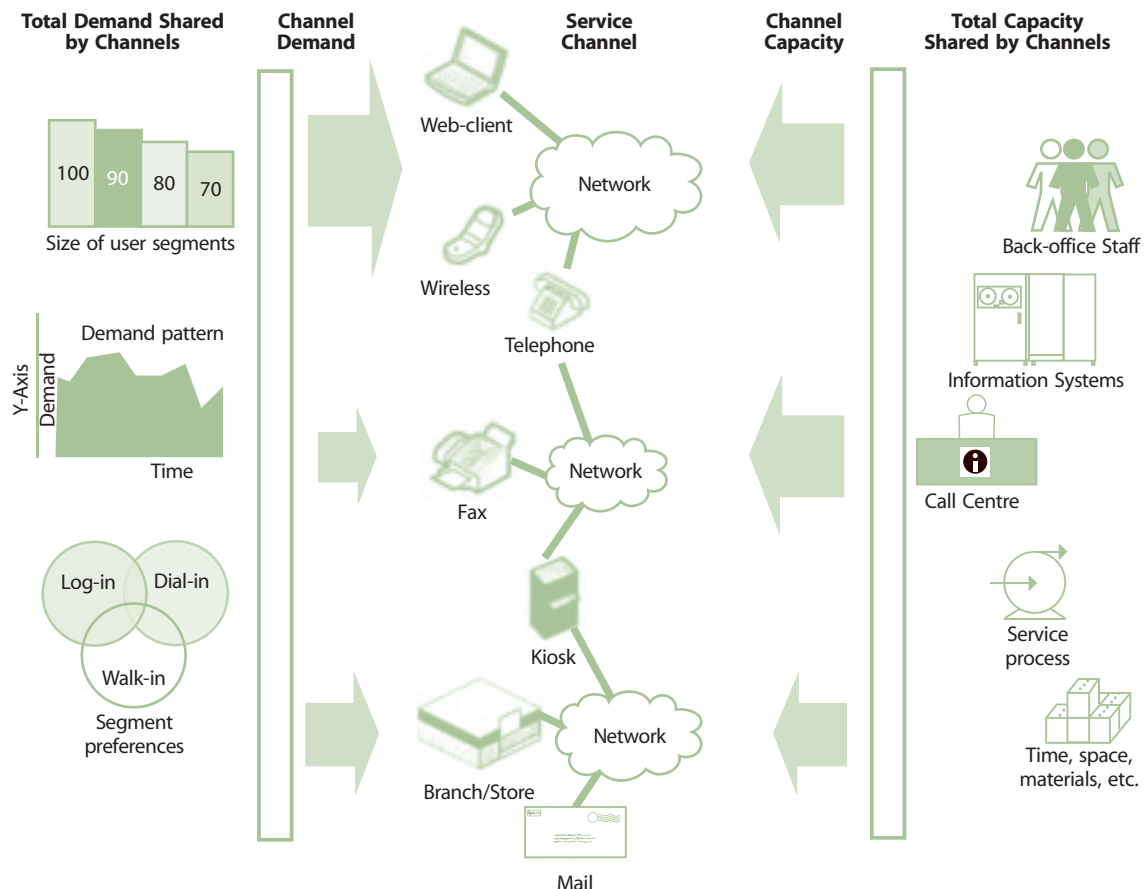 Total Demand Shared
by Channels
Channel
Demand
Service
Channel
Channel
Capacity
Total Capacity
Shared by Channels
100
90
80
70
Size of user segments
Y-Axis
Demand
Demand pattern
Time
Log-in
Dial-in
Walk-in
Segment
preferences
Web-client
Network
Wireless
Telephone
Network
Fax
Kiosk
Network
Branch/Store
Mail
Back-office Staff
Information Systems
i
Call Centre
Service
process
Time, space,
materials, etc.